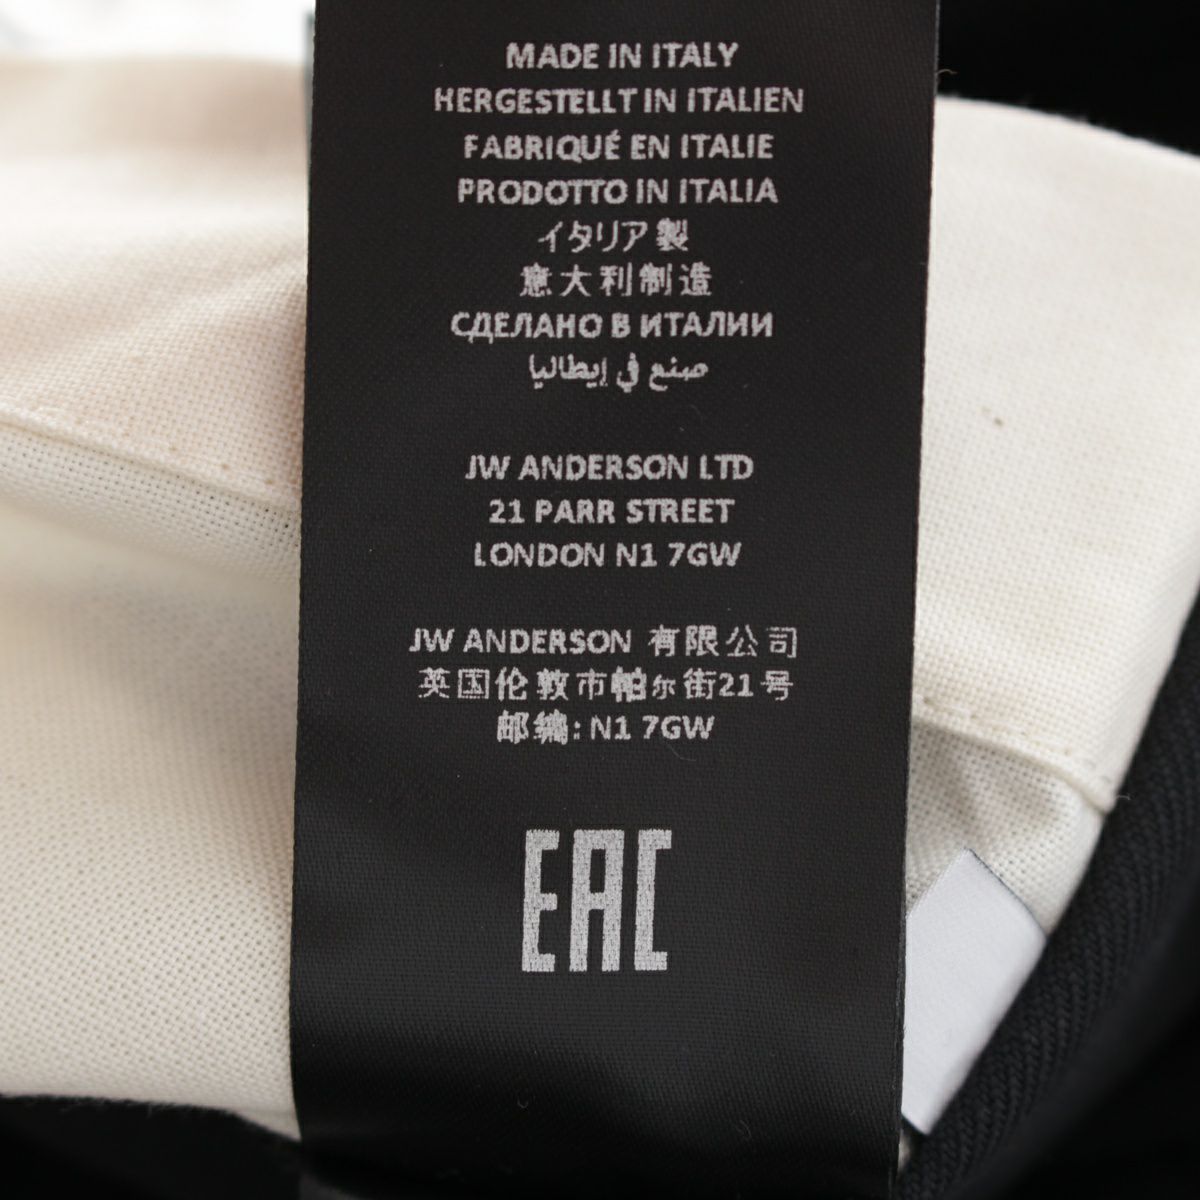 MADE IN ITALY
HERGESTELLT IN ITALIEN
FABRIQUÉ EN ITALIE
PRODOTTO IN ITALIA
イタリア製
意大利制造
СДЕЛАНО В ИТАЛИИ
صنع في إيطاليا
JW ANDERSON LTD
21 PARR STREET
LONDON N1 7GW
JW ANDERSON 有限公司
英国伦敦市帕尔街21号
邮编: N1 7GW
EAC